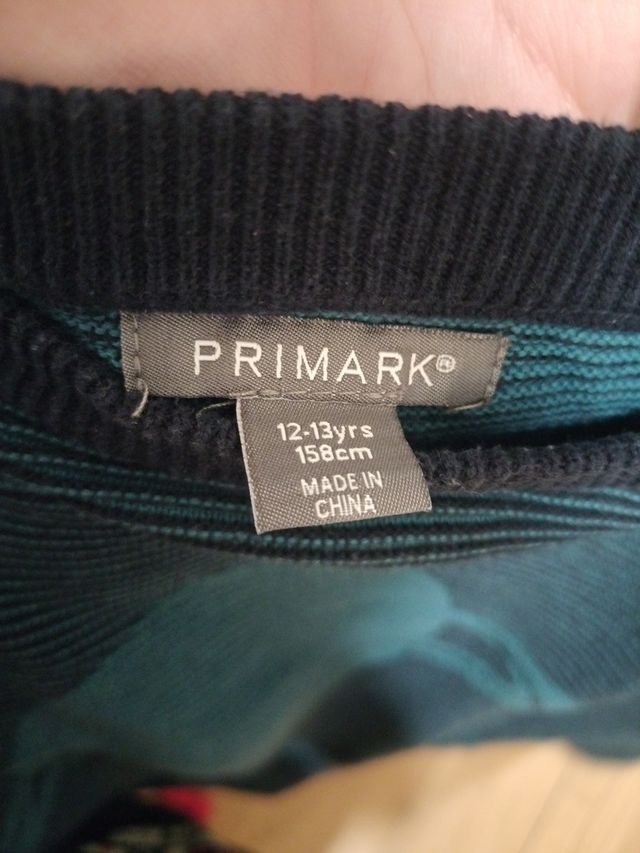 PRIMARK®
12-13yrs
158cm
MADE IN
CHINA